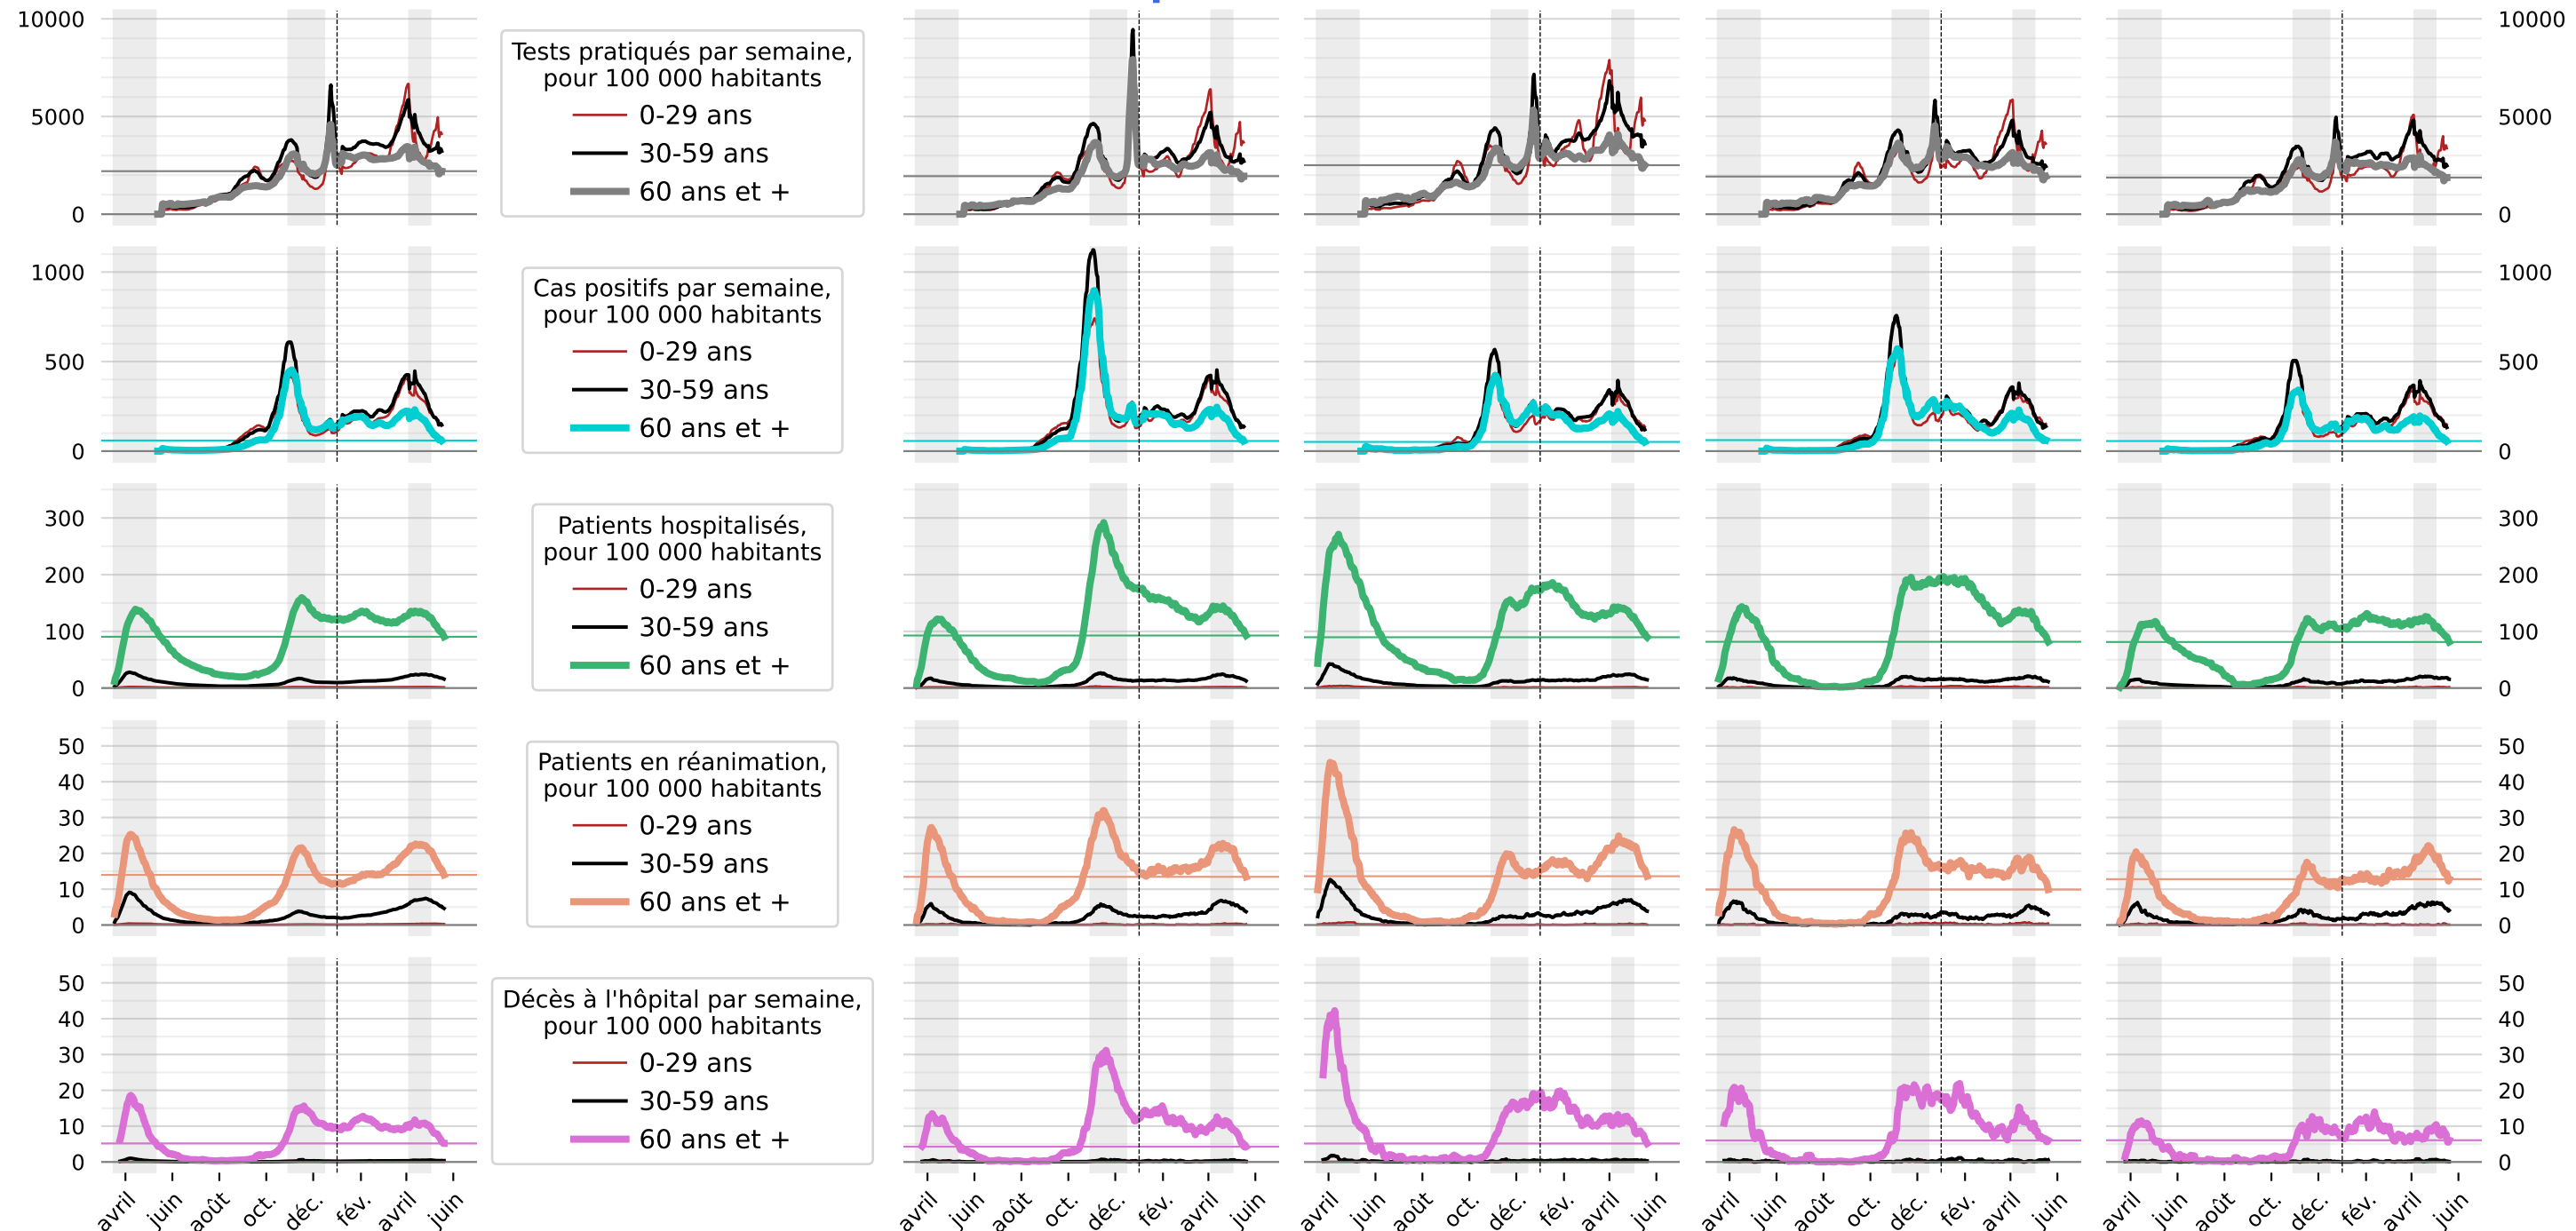 10000
5000
0
Tests pratiqués par semaine,
pour 100 000 habitants
0-29 ans
30-59 ans
60 ans et +
10000
5000
0
1000
500
0
Cas positifs par semaine,
pour 100 000 habitants
0-29 ans
30-59 ans
60 ans et +
1000
500
0
300
200
100
0
Patients hospitalisés,
pour 100 000 habitants
0-29 ans
30-59 ans
60 ans et +
300
200
100
0
50
40
30
20
10
0
Patients en réanimation,
pour 100 000 habitants
0-29 ans
30-59 ans
60 ans et +
50
40
30
20
10
0
50
40
30
20
10
0
Décès à l'hôpital par semaine,
pour 100 000 habitants
0-29 ans
30-59 ans
60 ans et +
50
40
30
20
10
0
avril juin août oct. déc. fév. avril juin
avril juin août oct. déc. fév. avril juin
avril juin août oct. déc. fév. avril juin
avril juin août oct. déc. fév. avril juin
avril juin août oct. déc. fév. avril juin